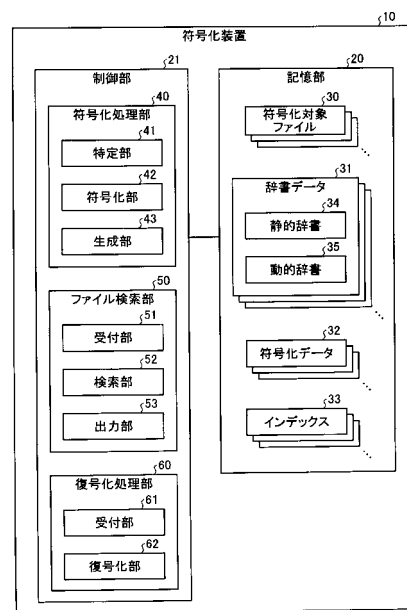 10
符号化装置
21
制御部
40
符号化処理部
41
特定部
42
符号化部
43
生成部
50
ファイル検索部
51
受付部
52
検索部
53
出力部
60
復号化処理部
61
受付部
62
復号化部
20
記憶部
30
符号化対象
ファイル
31
辞書データ
34
静的辞書
35
動的辞書
32
符号化データ
33
インデックス